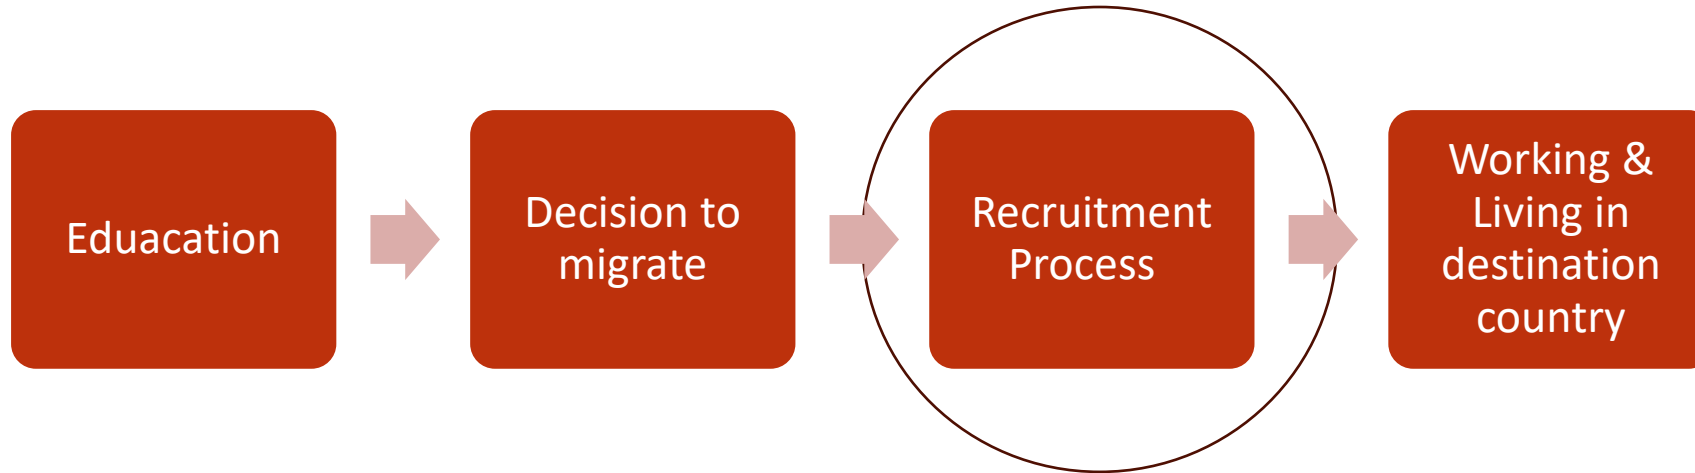 Eduacation
Decision to
migrate
Recruitment
Process
Working &
Living in
destination
country